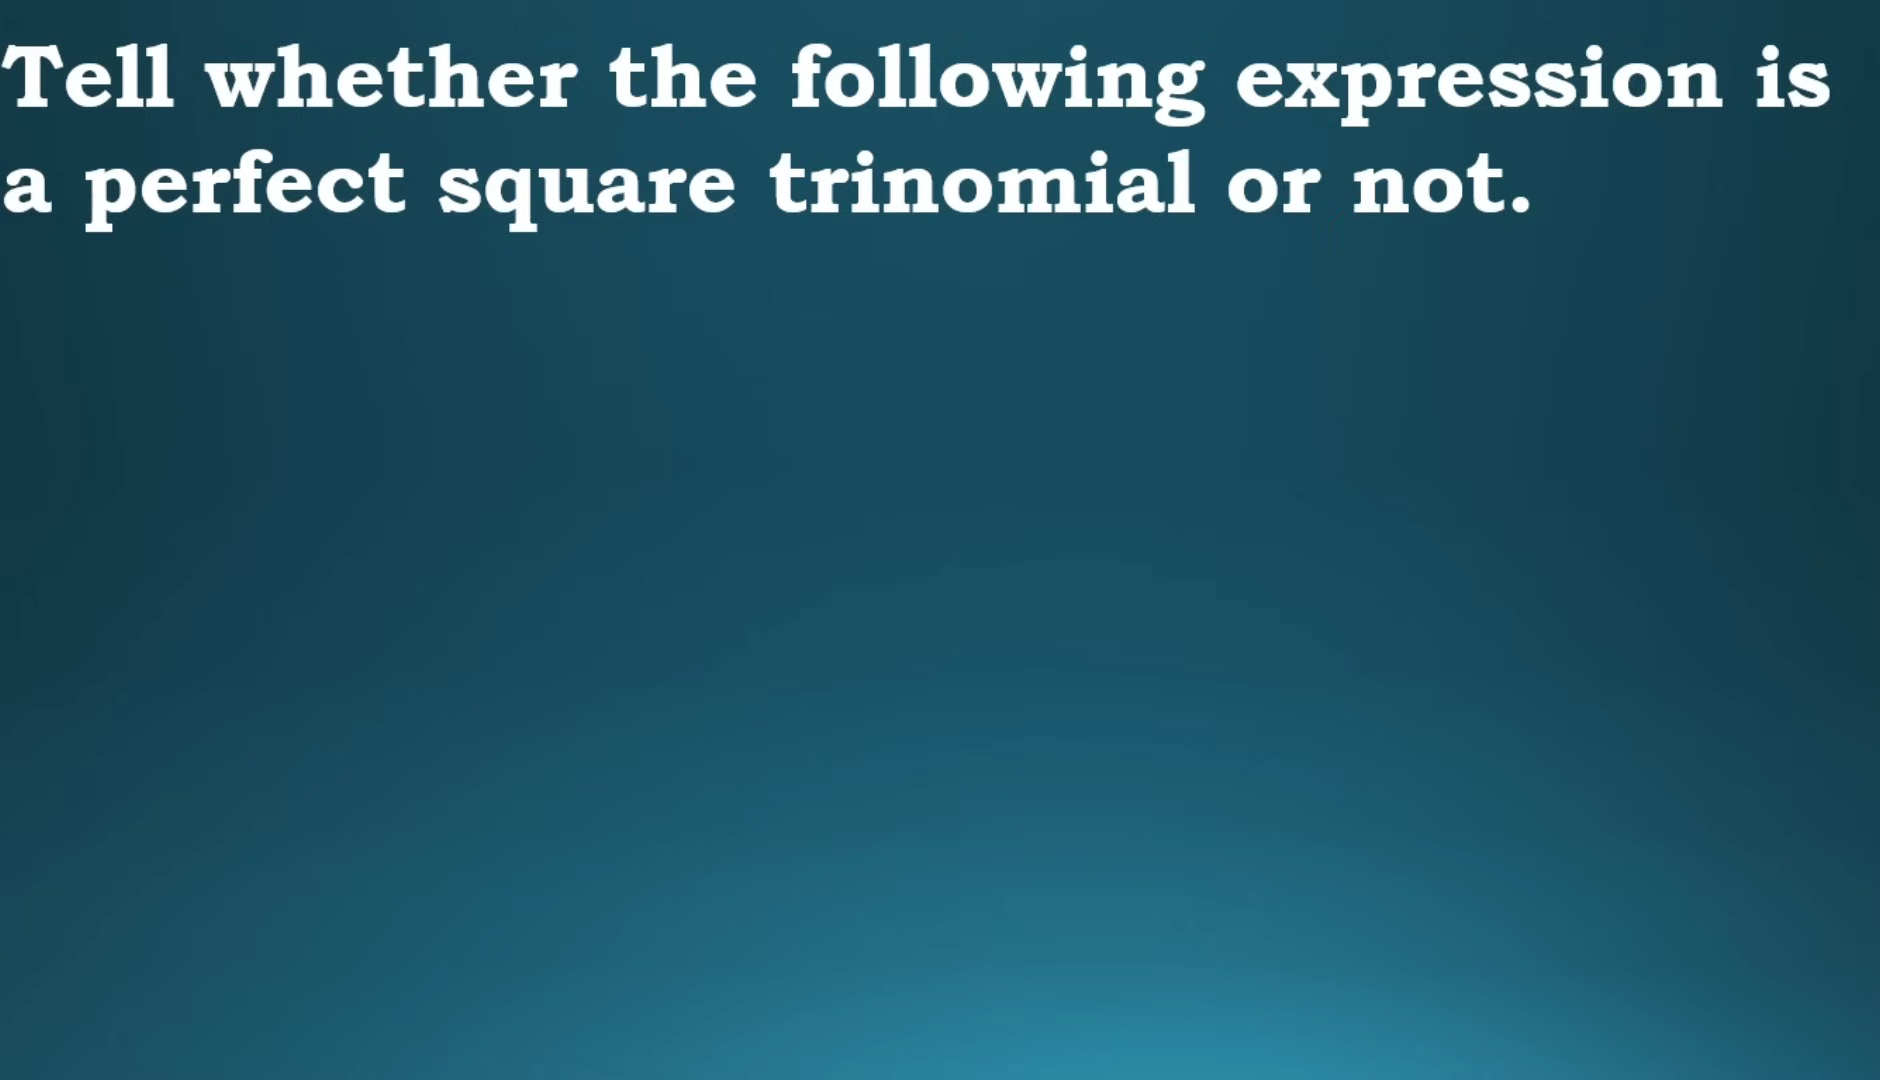 Tell whether the following expression is
a perfect square trinomial or not.